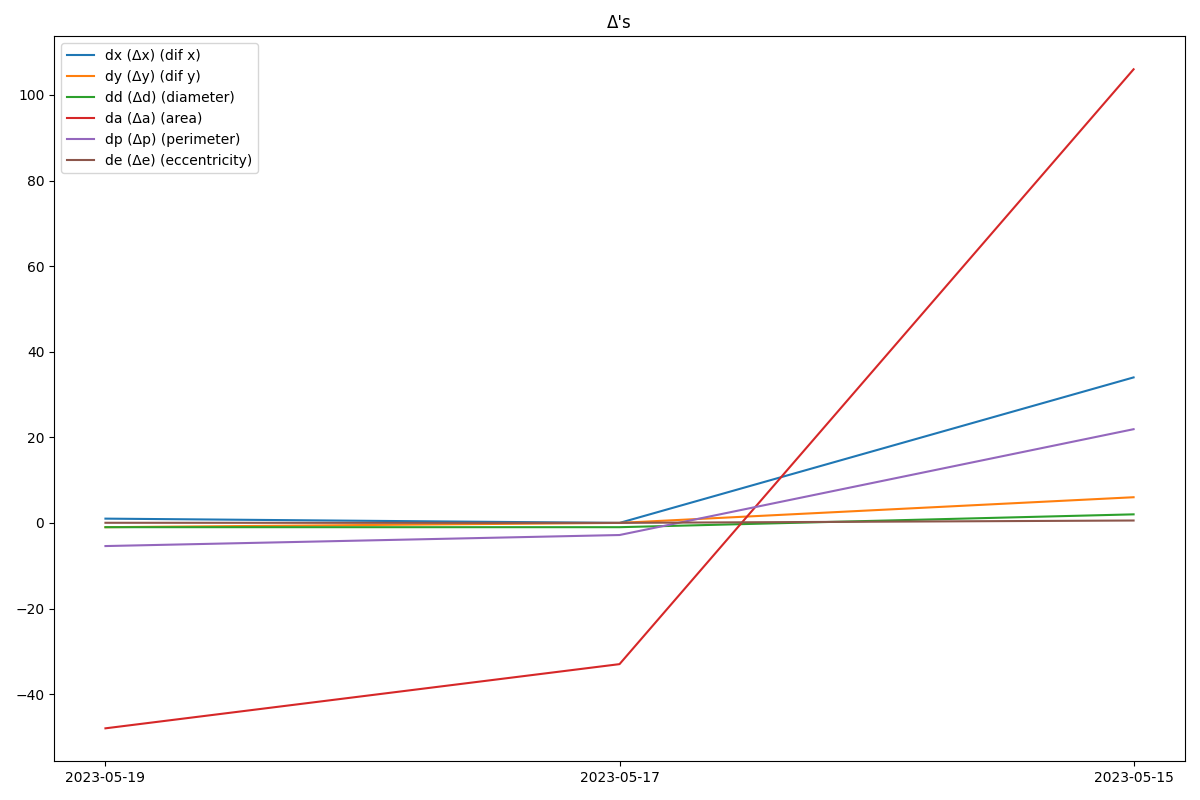 Δ's
dx (Δx) (dif x)
dy (Δy) (dif y)
dd (Δd) (diameter)
da (Δa) (area)
dp (Δp) (perimeter)
de (Δe) (eccentricity)
100
80
60
40
20
0
−20
−40
2023-05-19 2023-05-17 2023-05-15